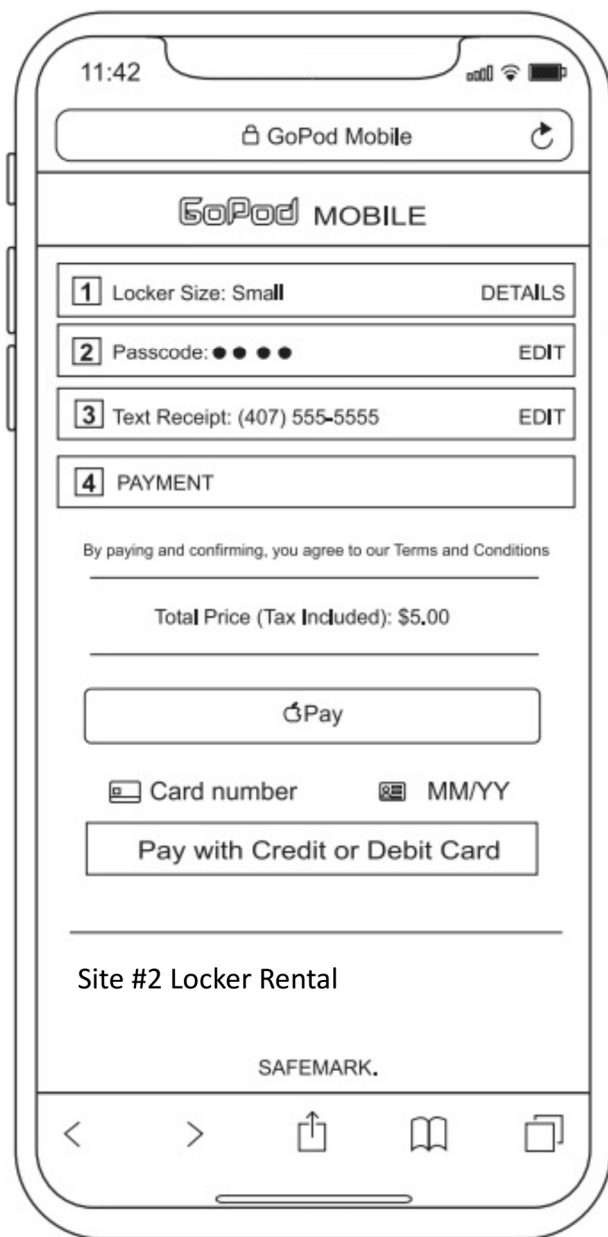 11:42
GoPod Mobile
GoPod MOBILE
1 Locker Size: Small DETAILS
2 Passcode: ●●●● EDIT
3 Text Receipt: (407) 555-5555 EDIT
4 PAYMENT
By paying and confirming, you agree to our Terms and Conditions
Total Price (Tax Included): $5.00
Pay
Card number MM/YY
Pay with Credit or Debit Card
Site #2 Locker Rental
SAFEMARK.